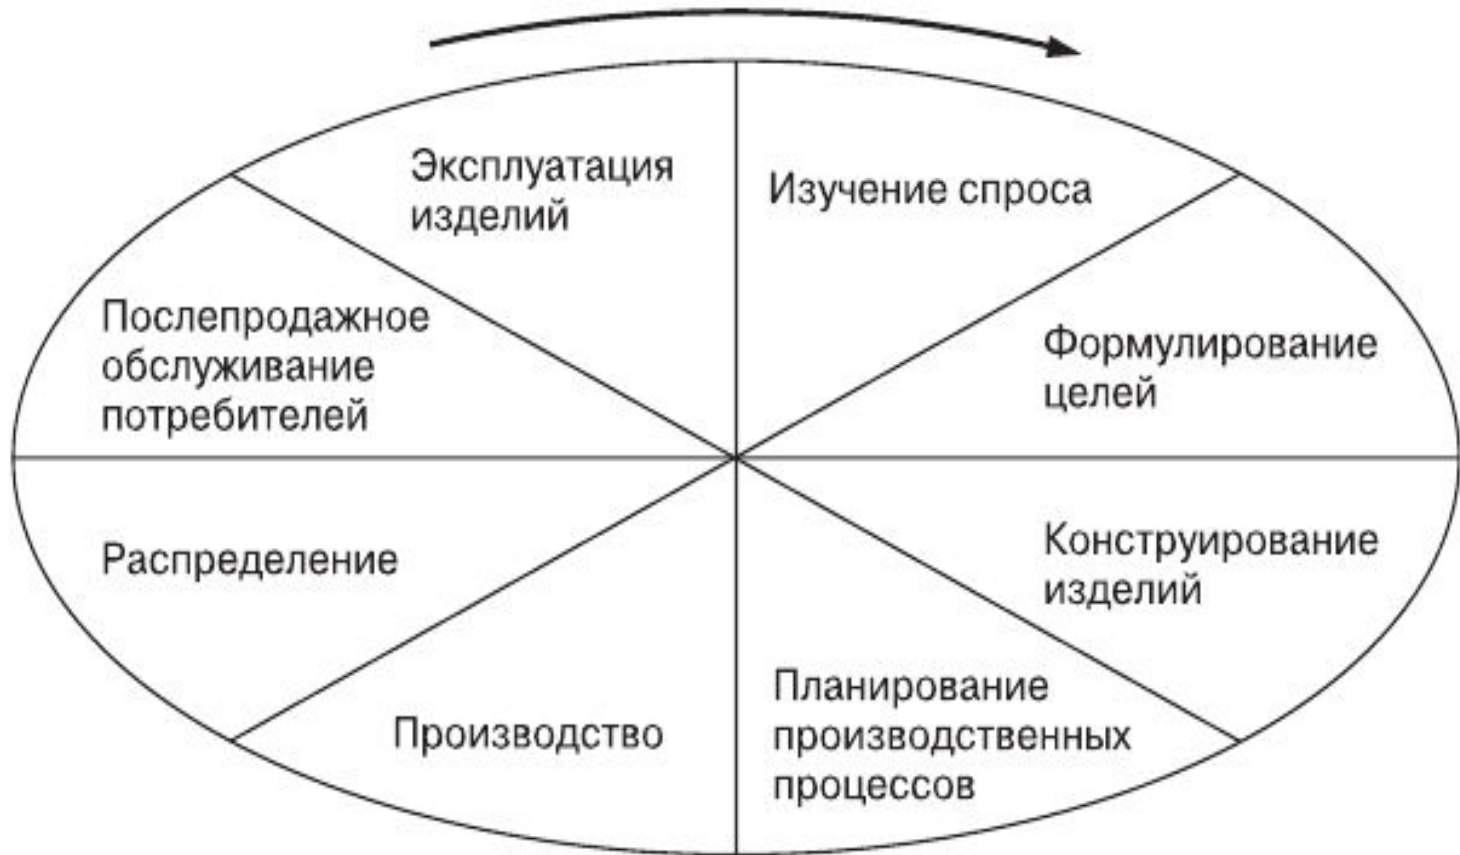 Эксплуатация
изделий
Изучение спроса
Послепродажное
обслуживание
потребителей
Формулирование
целей
Распределение
Конструирование
изделий
Производство
Планирование
производственных
процессов